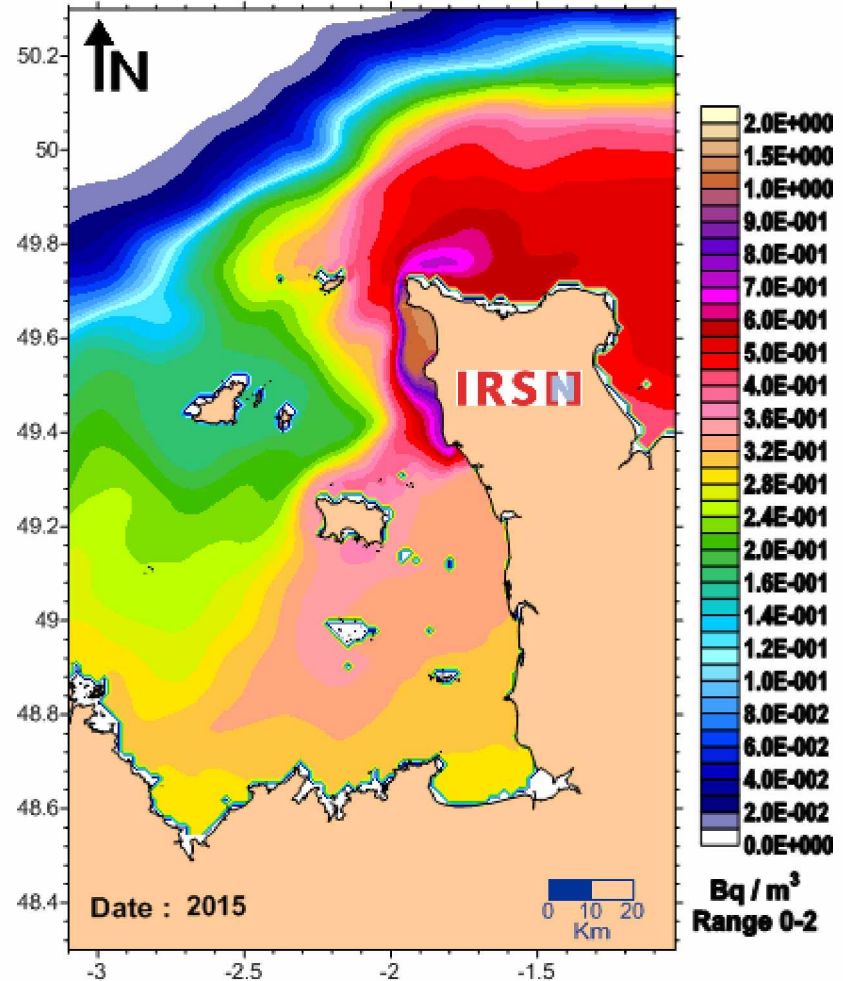 N
50.2
50
49.8
49.6
49.4
49.2
49
48.8
48.6
48.4
-3
-2.5
-2
-1.5
IRSN
Date : 2015
0 10 20
Km
2.0E+000
1.5E+000
1.0E+000
9.0E-001
8.0E-001
7.0E-001
6.0E-001
5.0E-001
4.0E-001
3.6E-001
3.2E-001
2.8E-001
2.4E-001
2.0E-001
1.6E-001
1.4E-001
1.2E-001
1.0E-001
8.0E-002
6.0E-002
4.0E-002
2.0E-002
0.0E+000
Bq / m³
Range 0-2